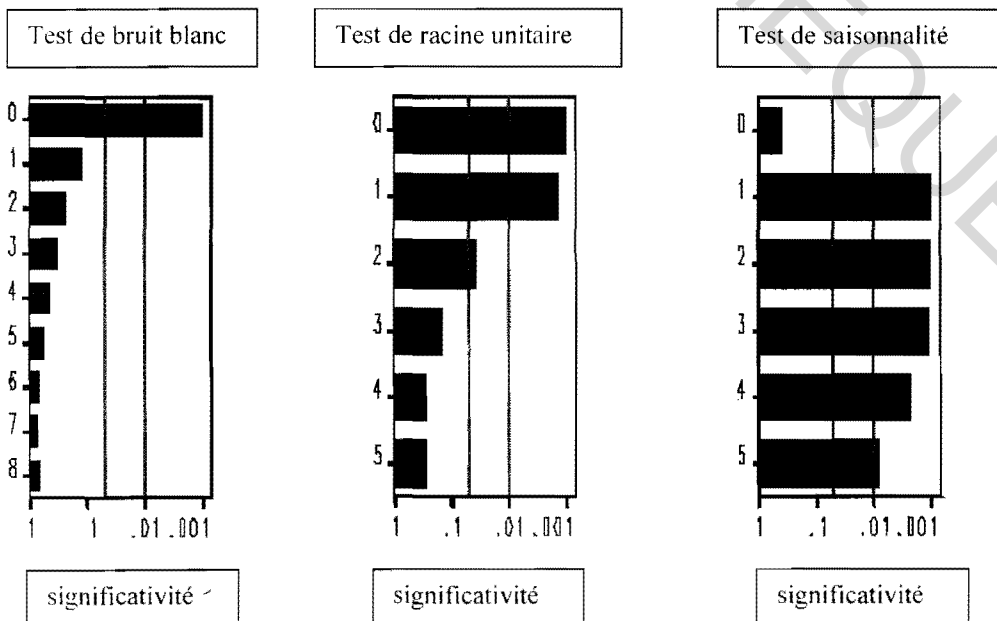 Test de bruit blanc
Test de racine unitaire
Test de saisonnalité
0
1
2
3
4
5
6
7
8
1 1 .01 .001
0
1
2
3
4
5
1 .1 .01 .001
0
1
2
3
4
5
1 .1 .01 .001
significativité
significativité
significativité